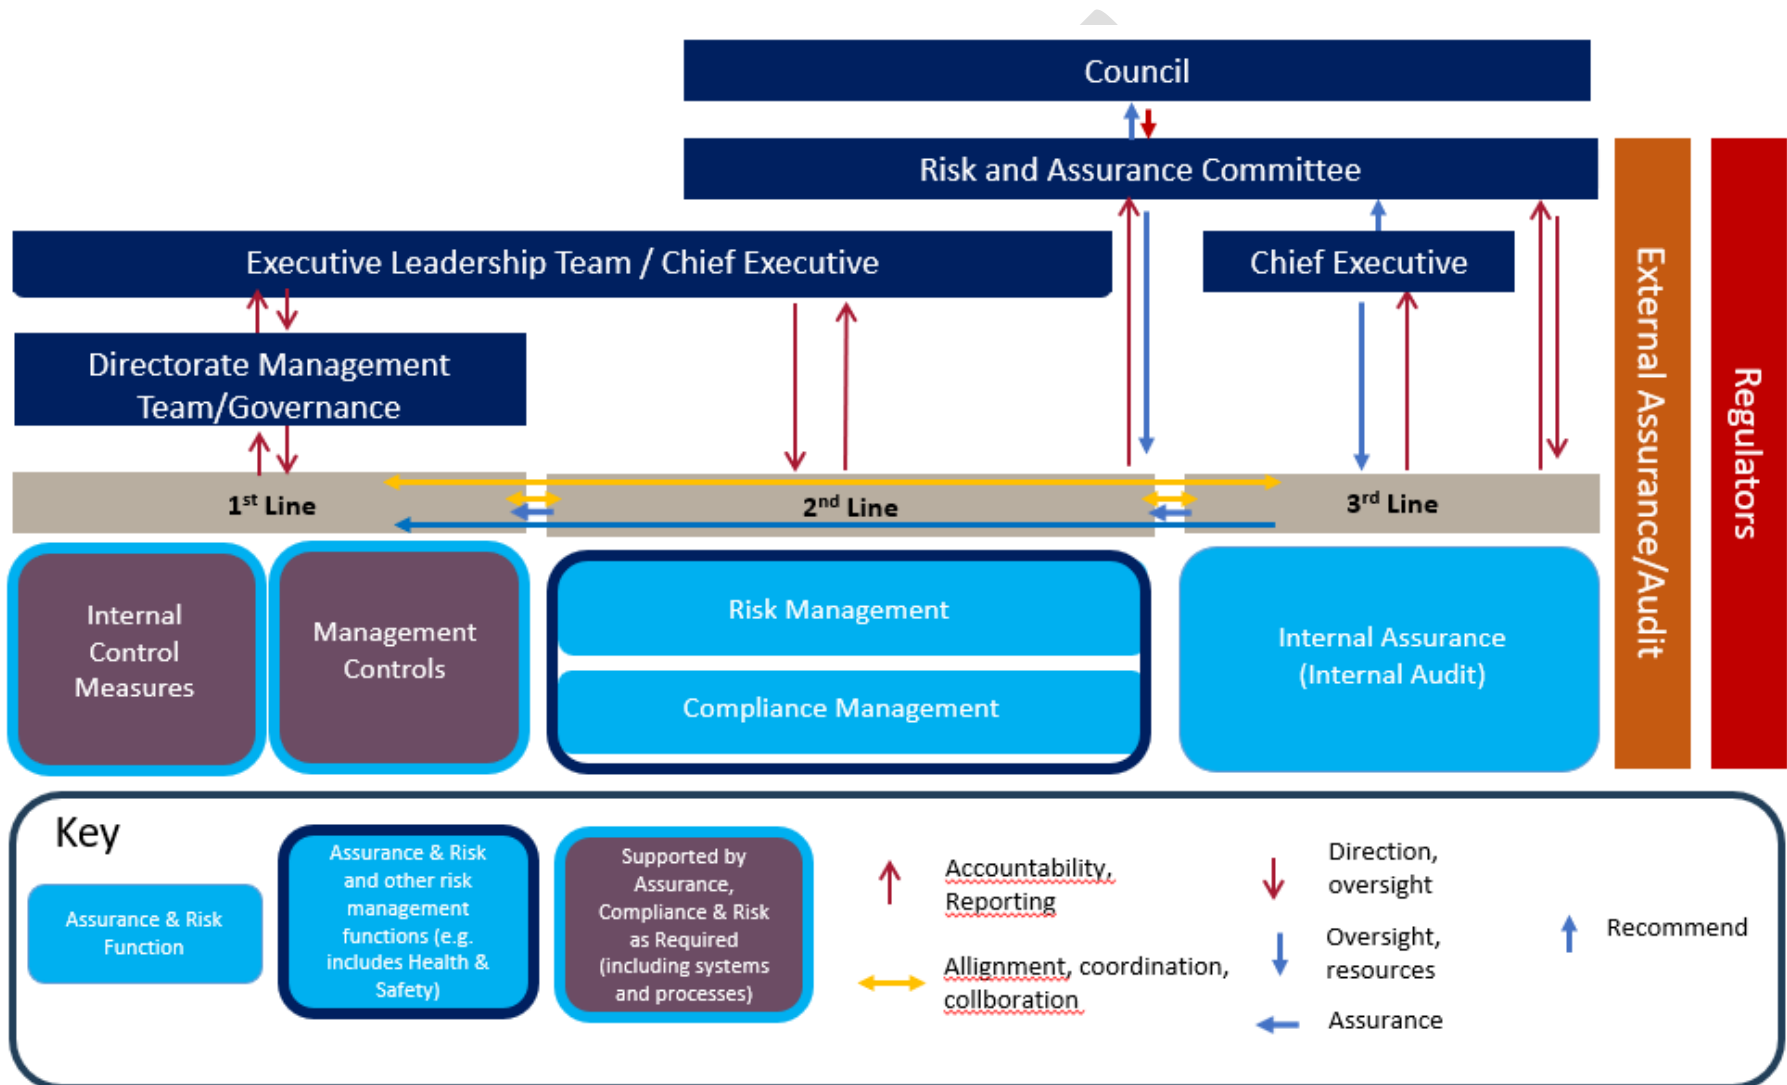 Council
Risk and Assurance Committee
Executive Leadership Team / Chief Executive
Chief Executive
Directorate Management
Team/Governance
1st Line
2nd Line
3rd Line
Internal
Control
Measures
Management
Controls
Risk Management
Compliance Management
Internal Assurance
(Internal Audit)
External Assurance/Audit
Regulators
Key
Assurance & Risk
Function
Assurance & Risk
and other risk
management
functions (e.g.
includes Health &
Safety)
Supported by
Assurance,
Compliance & Risk
as Required
(including systems
and processes)
Accountability,
Reporting
Allignment, coordination,
collboration
Direction,
oversight
Oversight,
resources
Assurance
Recommend